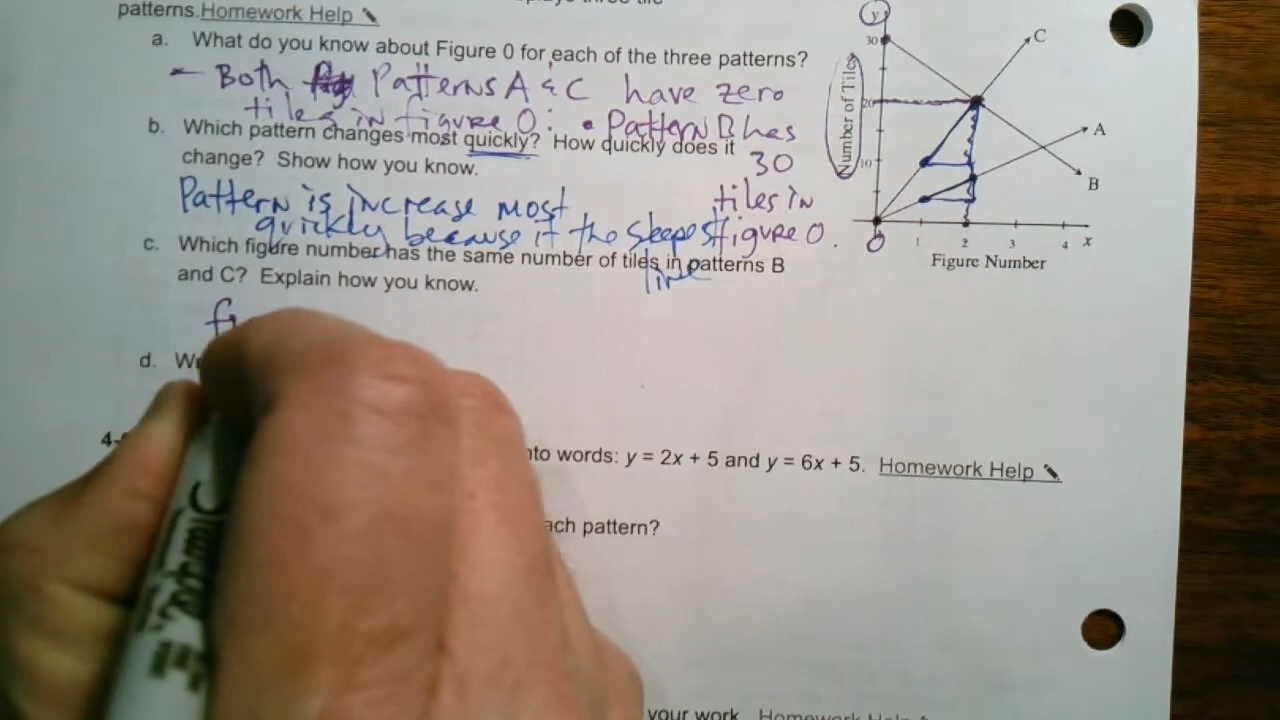 patterns. Homework Help
a. What do you know about Figure 0 for each of the three patterns?
- Both Patterns A & C have zero
tiles in figure 0. • Pattern B has
30
tiles in
figure 0.
b. Which pattern changes most quickly? How quickly does it
change? Show how you know.
Pattern is increase most
quickly because it the steepest
line
c. Which figure number has the same number of tiles in patterns B
and C? Explain how you know.
d.
nto words: y = 2x + 5 and y = 6x + 5. Homework Help
ach pattern?
your work. Homework Help
y
30
20
10
0
1 2 3 4 x
Number of Tiles
Figure Number
C
A
B